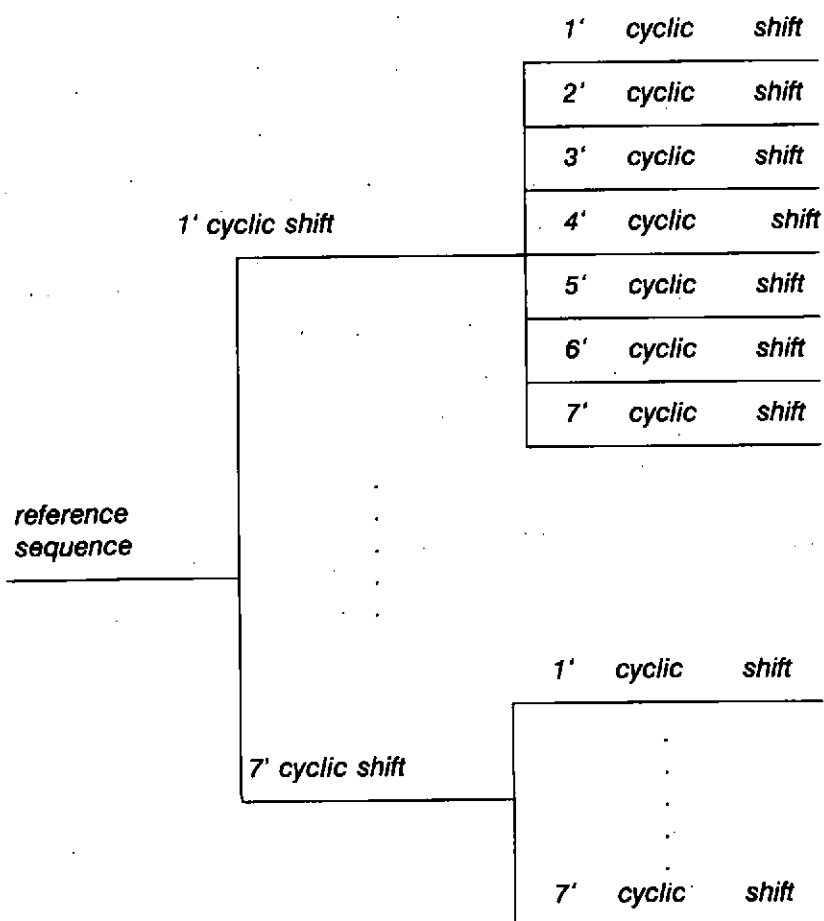 1' cyclic shift
2' cyclic shift
3' cyclic shift
1' cyclic shift
4' cyclic shift
5' cyclic shift
6' cyclic shift
7' cyclic shift
reference
sequence
1' cyclic shift
7' cyclic shift
7' cyclic shift